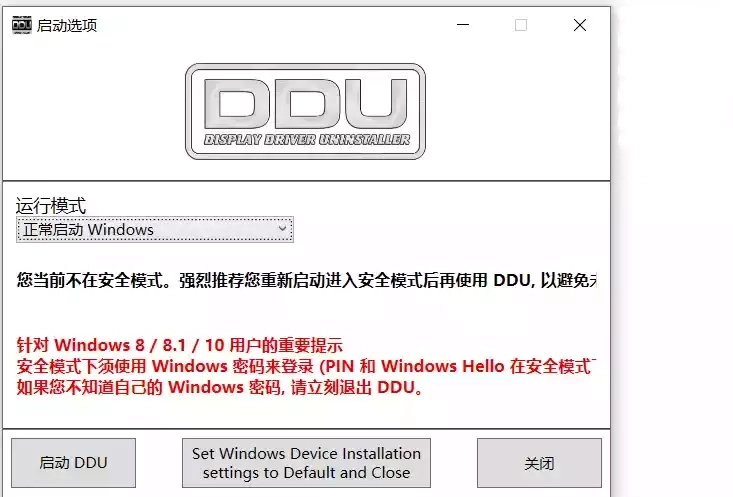 启动选项
DDU
DISPLAY DRIVER UNINSTALLER
运行模式
正常启动 Windows
您当前不在安全模式。强烈推荐您重新启动进入安全模式后再使用 DDU, 以避免
针对 Windows 8 / 8.1 / 10 用户的重要提示
安全模式下须使用 Windows 密码来登录 (PIN 和 Windows Hello 在安全模式
如果您不知道自己的 Windows 密码, 请立刻退出 DDU。
启动 DDU
Set Windows Device Installation
settings to Default and Close
关闭